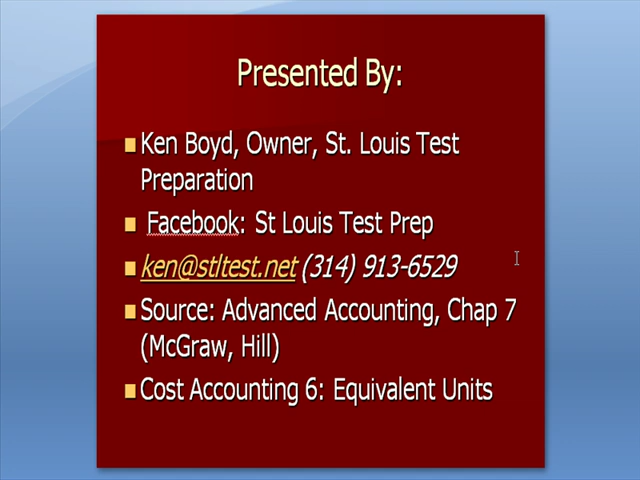 Presented By:
Ken Boyd, Owner, St. Louis Test
Preparation
Facebook: St Louis Test Prep
ken@stltest.net (314) 913-6529
Source: Advanced Accounting, Chap 7
(McGraw, Hill)
Cost Accounting 6: Equivalent Units